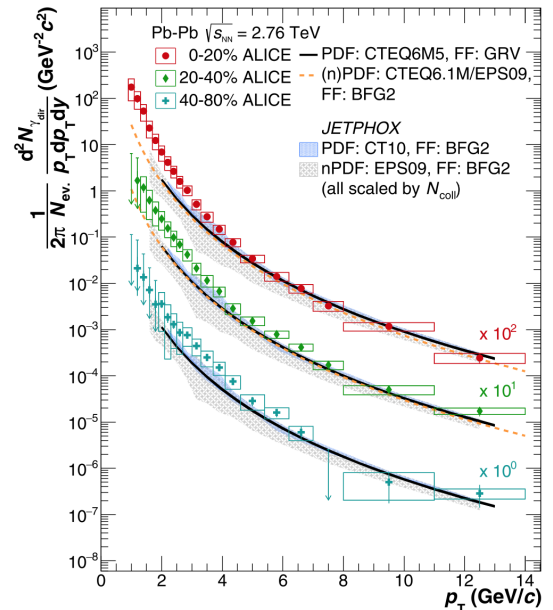 Pb-Pb √s_NN = 2.76 TeV
0-20% ALICE
20-40% ALICE
40-80% ALICE
PDF: CTEQ6M5, FF: GRV
(n)PDF: CTEQ6.1M/EPS09,
FF: BFG2
JETPHOX
PDF: CT10, FF: BFG2
nPDF: EPS09, FF: BFG2
(all scaled by N_coll)
1/(2π N_ev.) d²N_γdir/(p_T dp_T dy) (GeV⁻²c²)
10³
10²
10
1
10⁻¹
10⁻²
10⁻³
10⁻⁴
10⁻⁵
10⁻⁶
10⁻⁷
10⁻⁸
x 10²
x 10¹
x 10⁰
0 2 4 6 8 10 12 14
p_T (GeV/c)